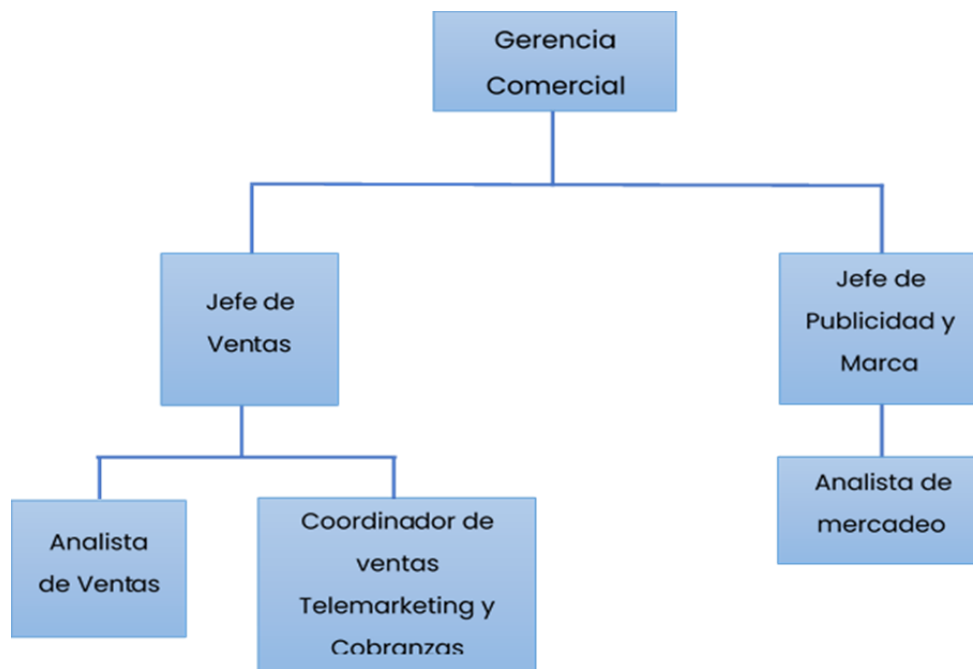 Gerencia
Comercial
Jefe de
Ventas
Jefe de
Publicidad y
Marca
Analista
de Ventas
Coordinador de
ventas
Telemarketing y
Cobranzas
Analista de
mercadeo